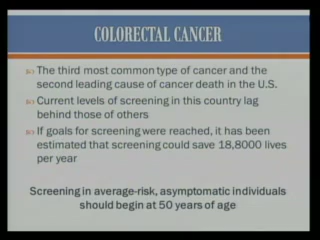 COLORECTAL CANCER
The third most common type of cancer and the
second leading cause of cancer death in the U.S.
Current levels of screening in this country lag
behind those of others
If goals for screening were reached, it has been
estimated that screening could save 18,8000 lives
per year
Screening in average-risk, asymptomatic individuals
should begin at 50 years of age